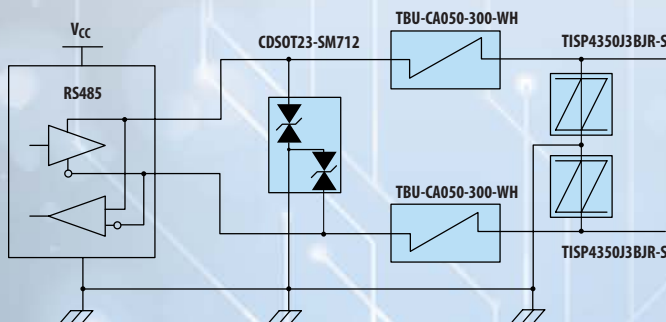 VCC
RS485
CDSOT23-SM712
TBU-CA050-300-WH
TISP4350J3BJR-S
TBU-CA050-300-WH
TISP4350J3BJR-S